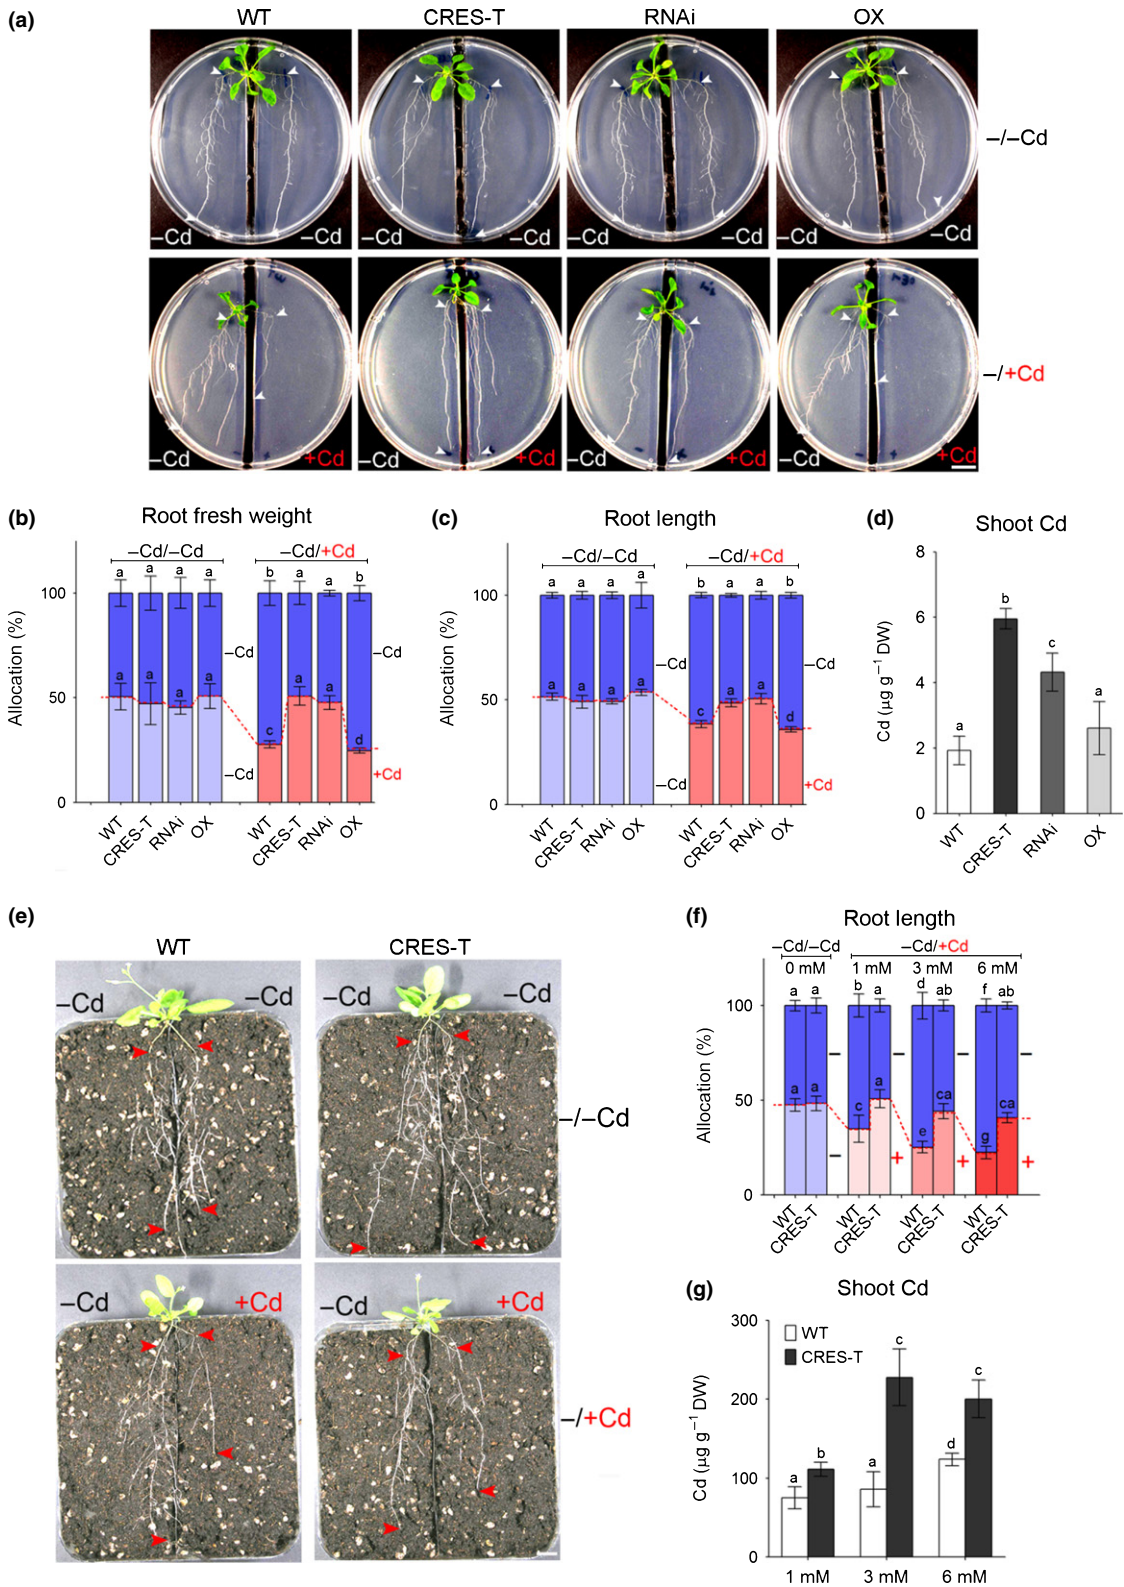 (a)
WT CRES-T RNAi OX
–Cd –Cd –Cd –Cd –Cd –Cd –Cd –Cd
–/–Cd
–Cd +Cd –Cd +Cd –Cd +Cd –Cd +Cd
–/+Cd
(b)
Root fresh weight
–Cd/–Cd –Cd/+Cd
a a a a b a a b
100
–Cd –Cd
a a a a c a a d
50
–Cd +Cd
0
Allocation (%)
WT CRES-T RNAi OX WT CRES-T RNAi OX
(c)
Root length
–Cd/–Cd –Cd/+Cd
a a a a b a a b
100
–Cd –Cd
a a a a c a a d
50
–Cd +Cd
0
Allocation (%)
WT CRES-T RNAi OX WT CRES-T RNAi OX
(d)
Shoot Cd
8
6
4
2
0
Cd (µg g⁻¹ DW)
a b c a
WT CRES-T RNAi OX
(e)
WT CRES-T
–Cd –Cd –Cd –Cd
–/–Cd
–Cd +Cd –Cd +Cd
–/+Cd
(f)
Root length
–Cd/–Cd –Cd/+Cd
0 mM 1 mM 3 mM 6 mM
a a b a d ab f ab
100
– – – –
a a c a e ca g ca
50
– + + +
0
Allocation (%)
WT CRES-T WT CRES-T WT CRES-T WT CRES-T
(g)
Shoot Cd
300
200
100
0
Cd (µg g⁻¹ DW)
WT
CRES-T
a b a c d c
1 mM 3 mM 6 mM